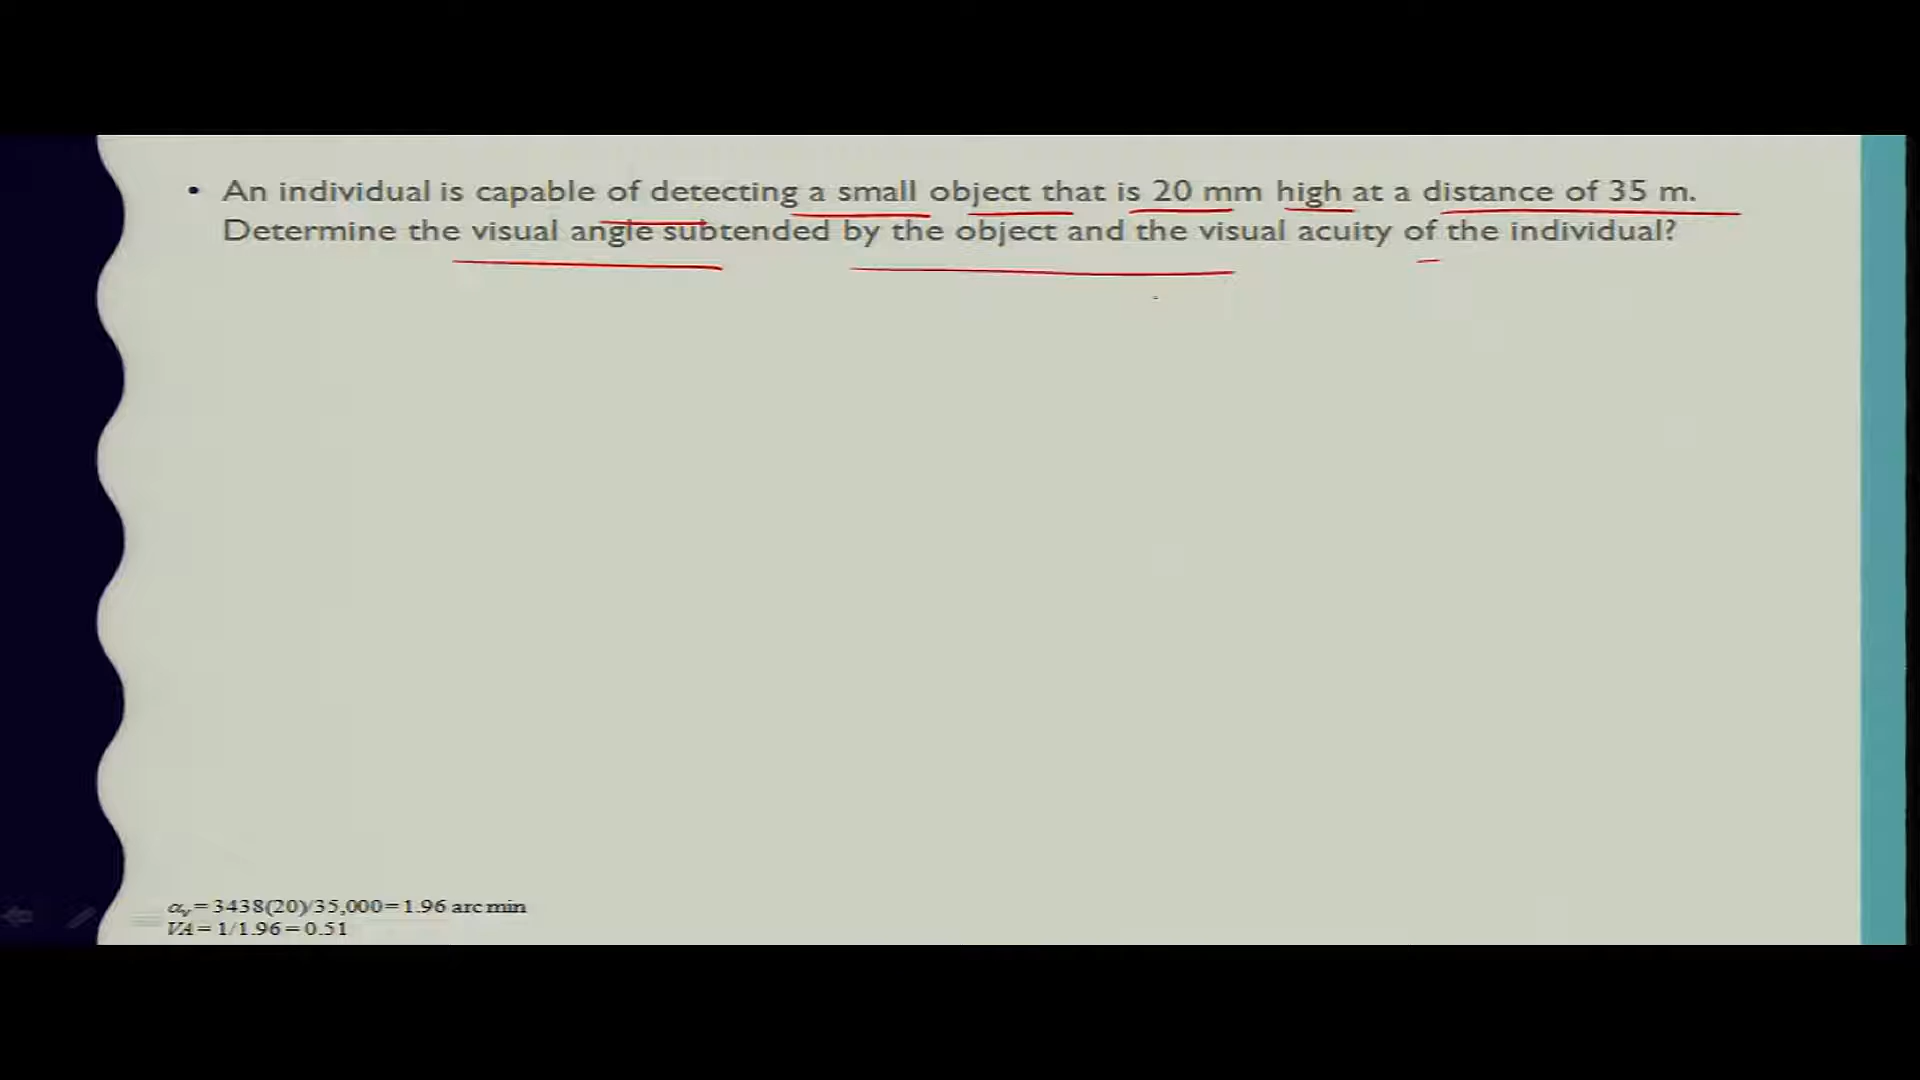 • An individual is capable of detecting a small object that is 20 mm high at a distance of 35 m.
Determine the visual angle subtended by the object and the visual acuity of the individual?
αᵥ = 3438(20)/35,000 = 1.96 arc min
VA = 1/1.96 = 0.51